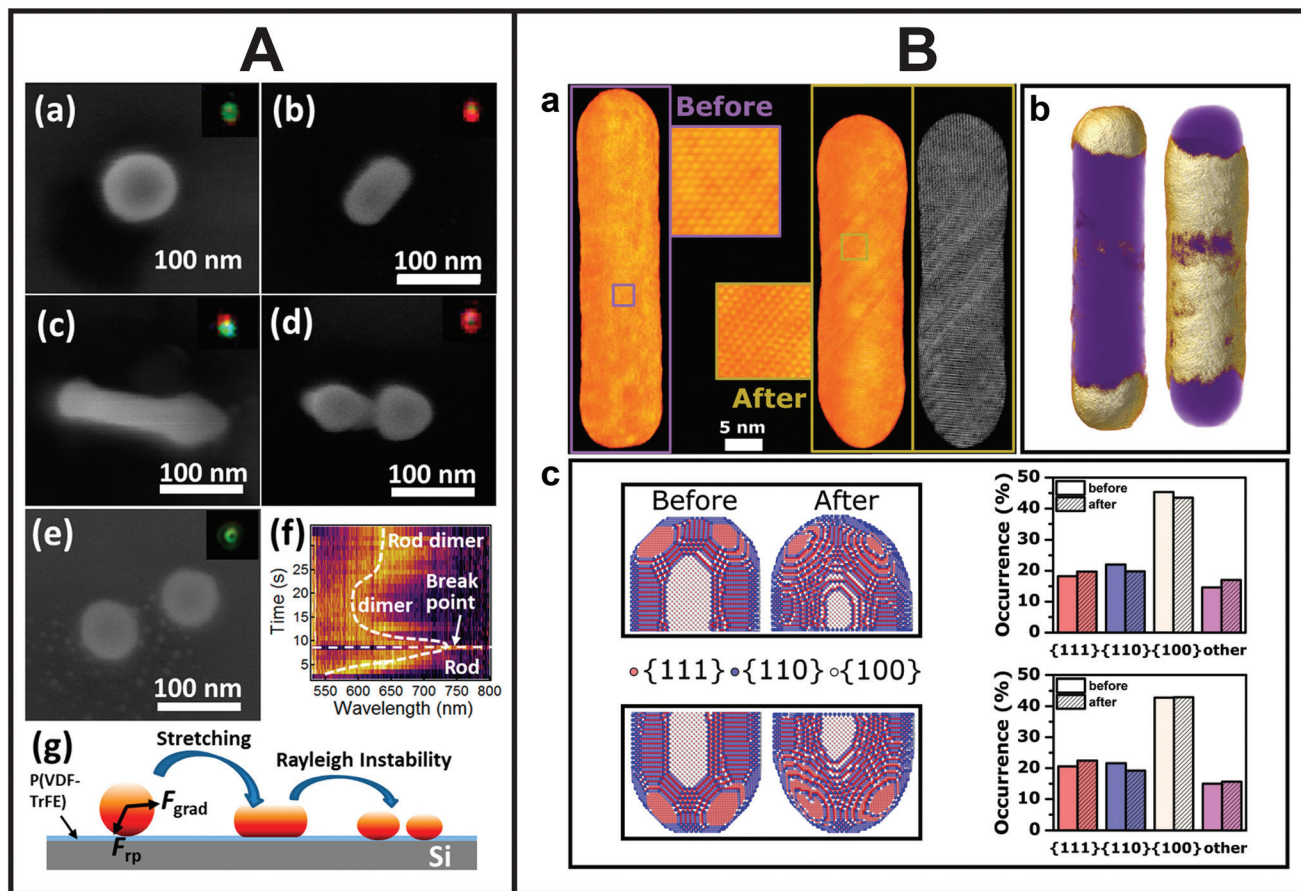 A
(a)
100 nm
(b)
100 nm
(c)
100 nm
(d)
100 nm
(e)
100 nm
(f)
Time (s)
25
20
15
10
5
Rod dimer
Break
point
dimer
Rod
550 600 650 700 750 800
Wavelength (nm)
(g)
Stretching
Rayleigh Instability
P(VDF-
TrFE)
Fgrad
Frp
Si
B
a
Before
After
5 nm
b
c
Before
After
{111} {110} {100}
Occurrence (%)
50
40
30
20
10
0
before
after
{111} {110} {100} other
Occurrence (%)
50
40
30
20
10
0
before
after
{111} {110} {100} other